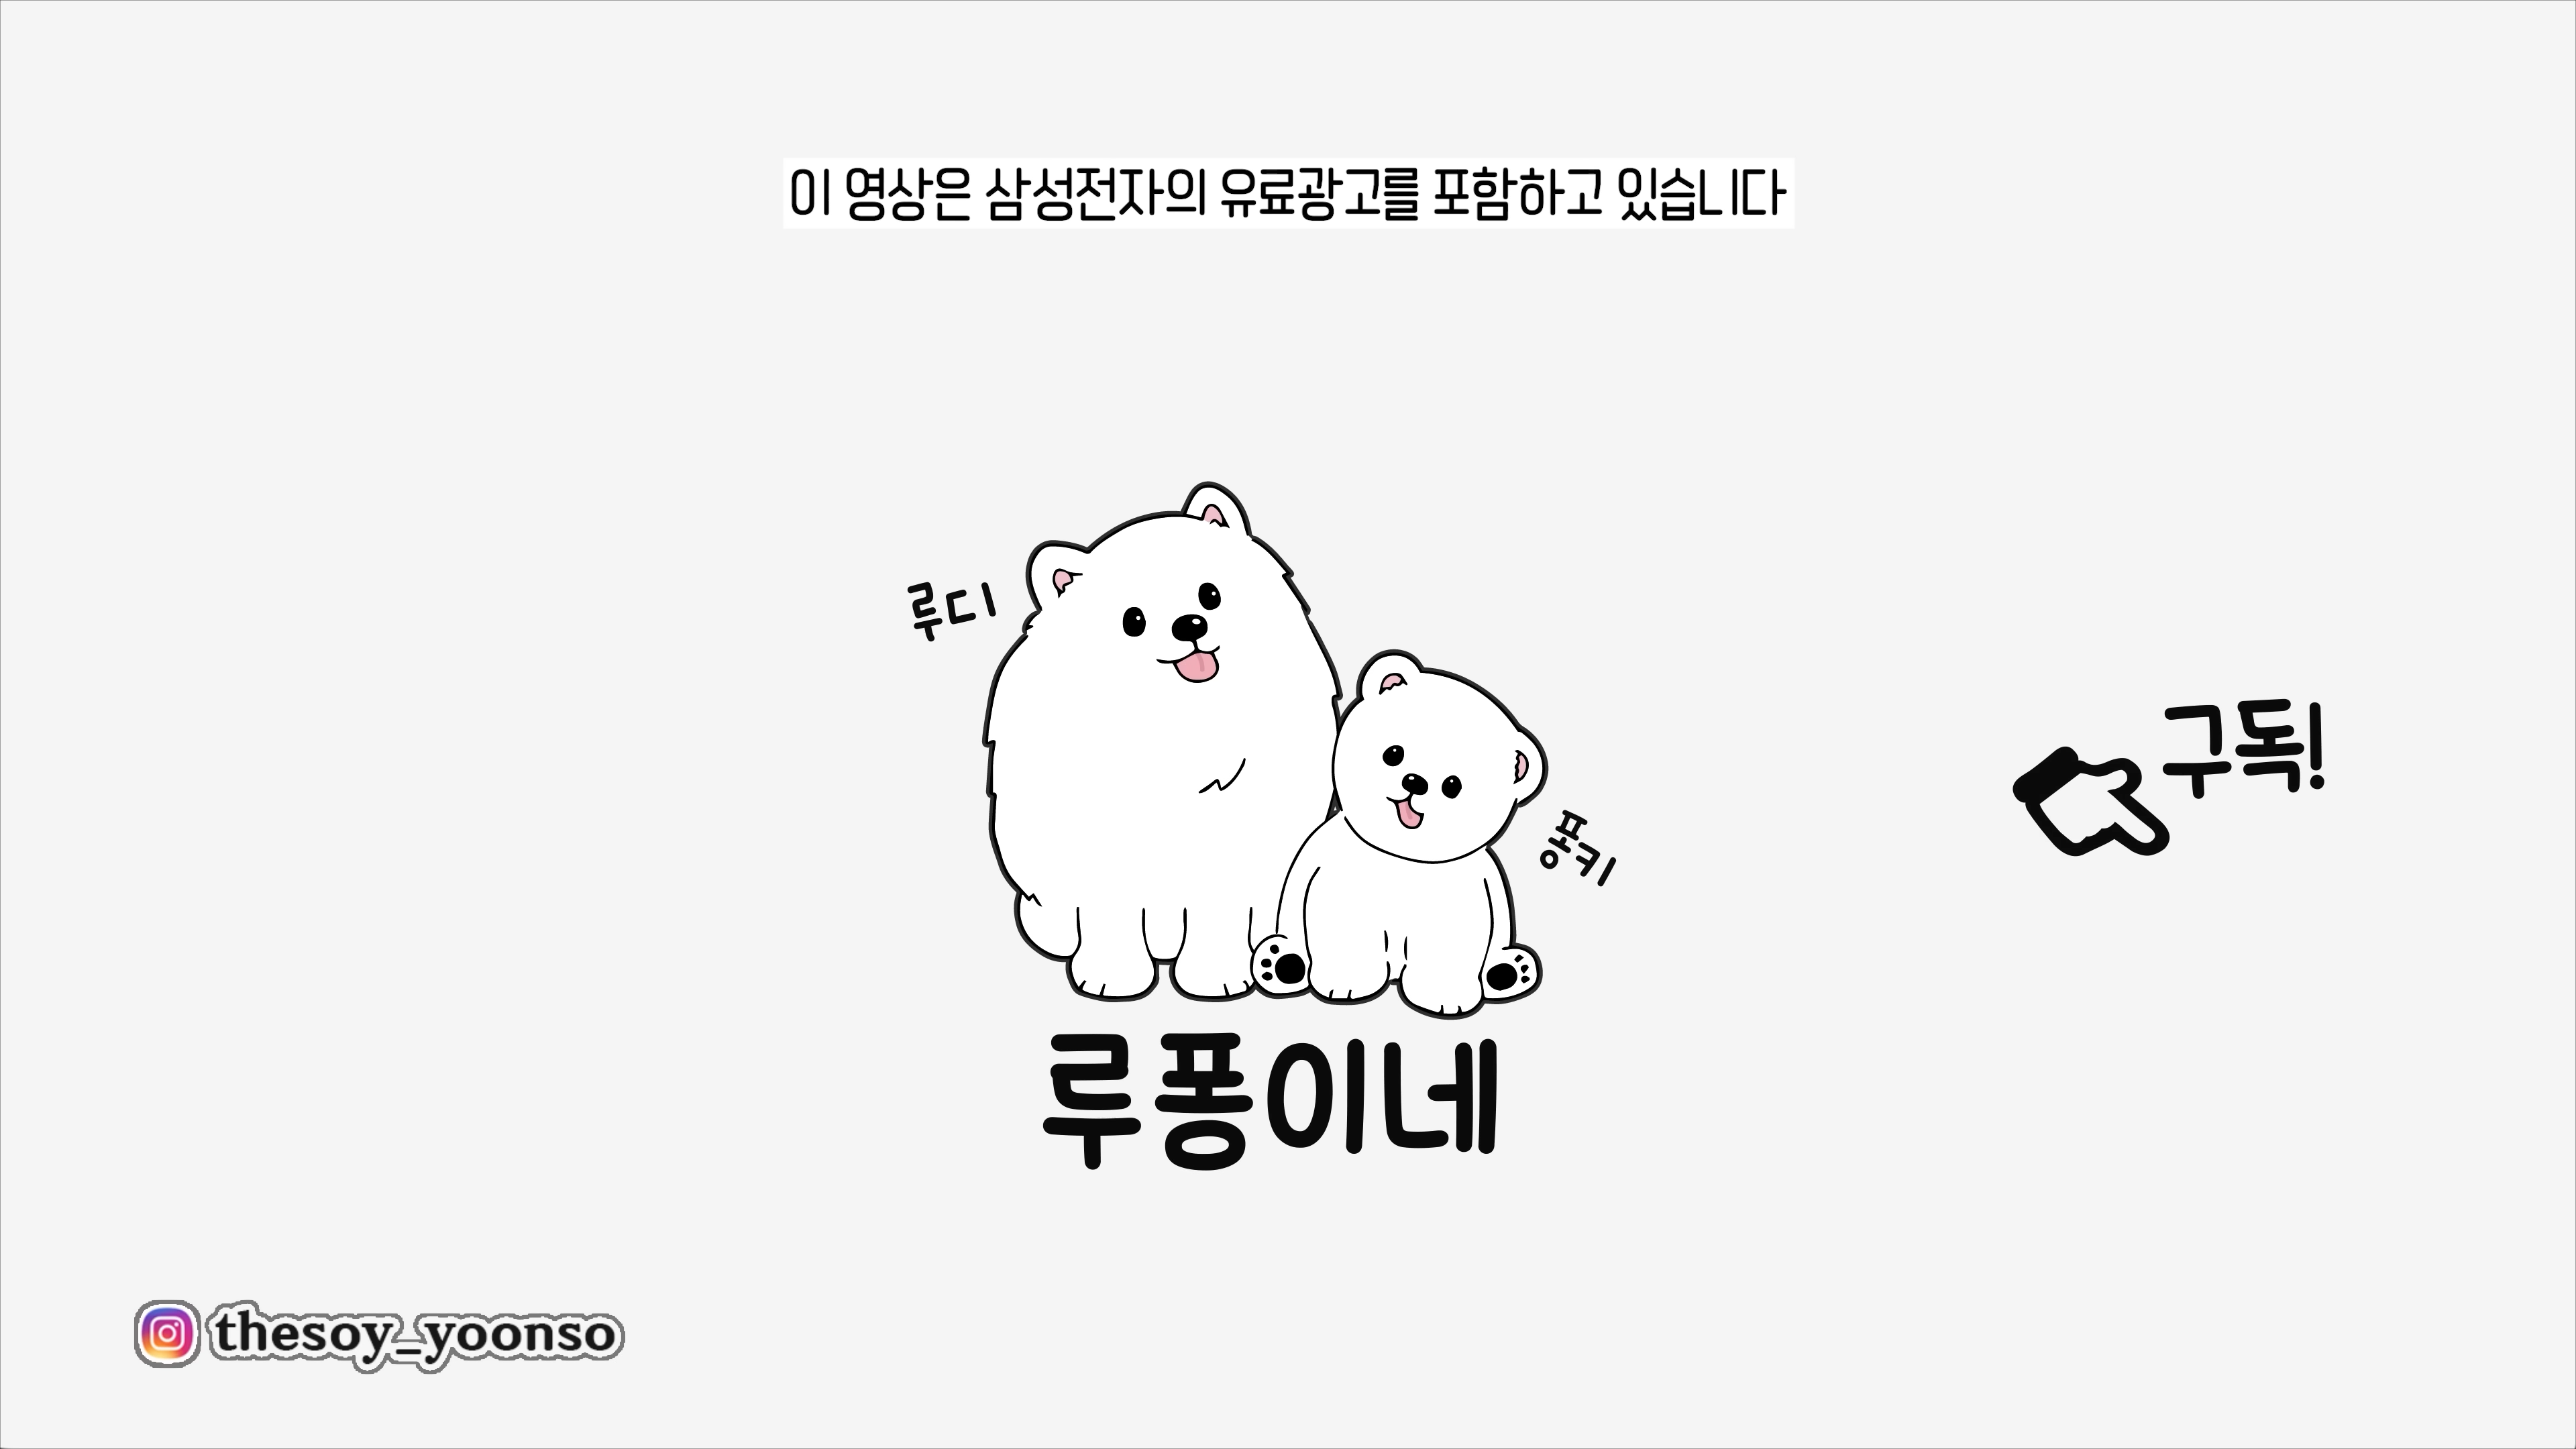 이 영상은 삼성전자의 유료광고를 포함하고 있습니다
루디
퐁키
구독!
루퐁이네
thesoy_yoonso